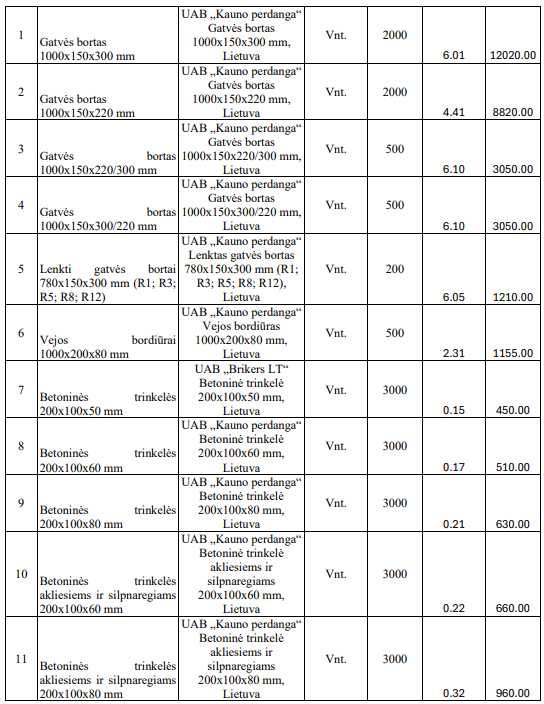 1
Gatvės bortas
1000x150x300 mm
UAB „Kauno perdanga“
Gatvės bortas
1000x150x300 mm,
Lietuva
Vnt.
2000
6.01
12020.00
2
Gatvės bortas
1000x150x220 mm
UAB „Kauno perdanga“
Gatvės bortas
1000x150x220 mm,
Lietuva
Vnt.
2000
4.41
8820.00
3
Gatvės bortas
1000x150x220/300 mm
UAB „Kauno perdanga“
Gatvės bortas
1000x150x220/300 mm,
Lietuva
Vnt.
500
6.10
3050.00
4
Gatvės bortas
1000x150x300/220 mm
UAB „Kauno perdanga“
Gatvės bortas
1000x150x300/220 mm,
Lietuva
Vnt.
500
6.10
3050.00
5
Lenkti gatvės bortai
780x150x300 mm (R1; R3;
R5; R8; R12)
UAB „Kauno perdanga“
Lenktas gatvės bortas
780x150x300 mm (R1;
R3; R5; R8; R12),
Lietuva
Vnt.
200
6.05
1210.00
6
Vejos bordiūrai
1000x200x80 mm
UAB „Kauno perdanga“
Vejos bordiūras
1000x200x80 mm,
Lietuva
Vnt.
500
2.31
1155.00
7
Betoninės trinkelės
200x100x50 mm
UAB „Brikers LT“
Betoninė trinkelė
200x100x50 mm,
Lietuva
Vnt.
3000
0.15
450.00
8
Betoninės trinkelės
200x100x60 mm
UAB „Kauno perdanga“
Betoninė trinkelė
200x100x60 mm,
Lietuva
Vnt.
3000
0.17
510.00
9
Betoninės trinkelės
200x100x80 mm
UAB „Kauno perdanga“
Betoninė trinkelė
200x100x80 mm,
Lietuva
Vnt.
3000
0.21
630.00
10
Betoninės trinkelės
akliesiems ir silpnaregiams
200x100x60 mm
UAB „Kauno perdanga“
Betoninė trinkelė
akliesiems ir
silpnaregiams
200x100x60 mm,
Lietuva
Vnt.
3000
0.22
660.00
11
Betoninės trinkelės
akliesiems ir silpnaregiams
200x100x80 mm
UAB „Kauno perdanga“
Betoninė trinkelė
akliesiems ir
silpnaregiams
200x100x80 mm,
Lietuva
Vnt.
3000
0.32
960.00